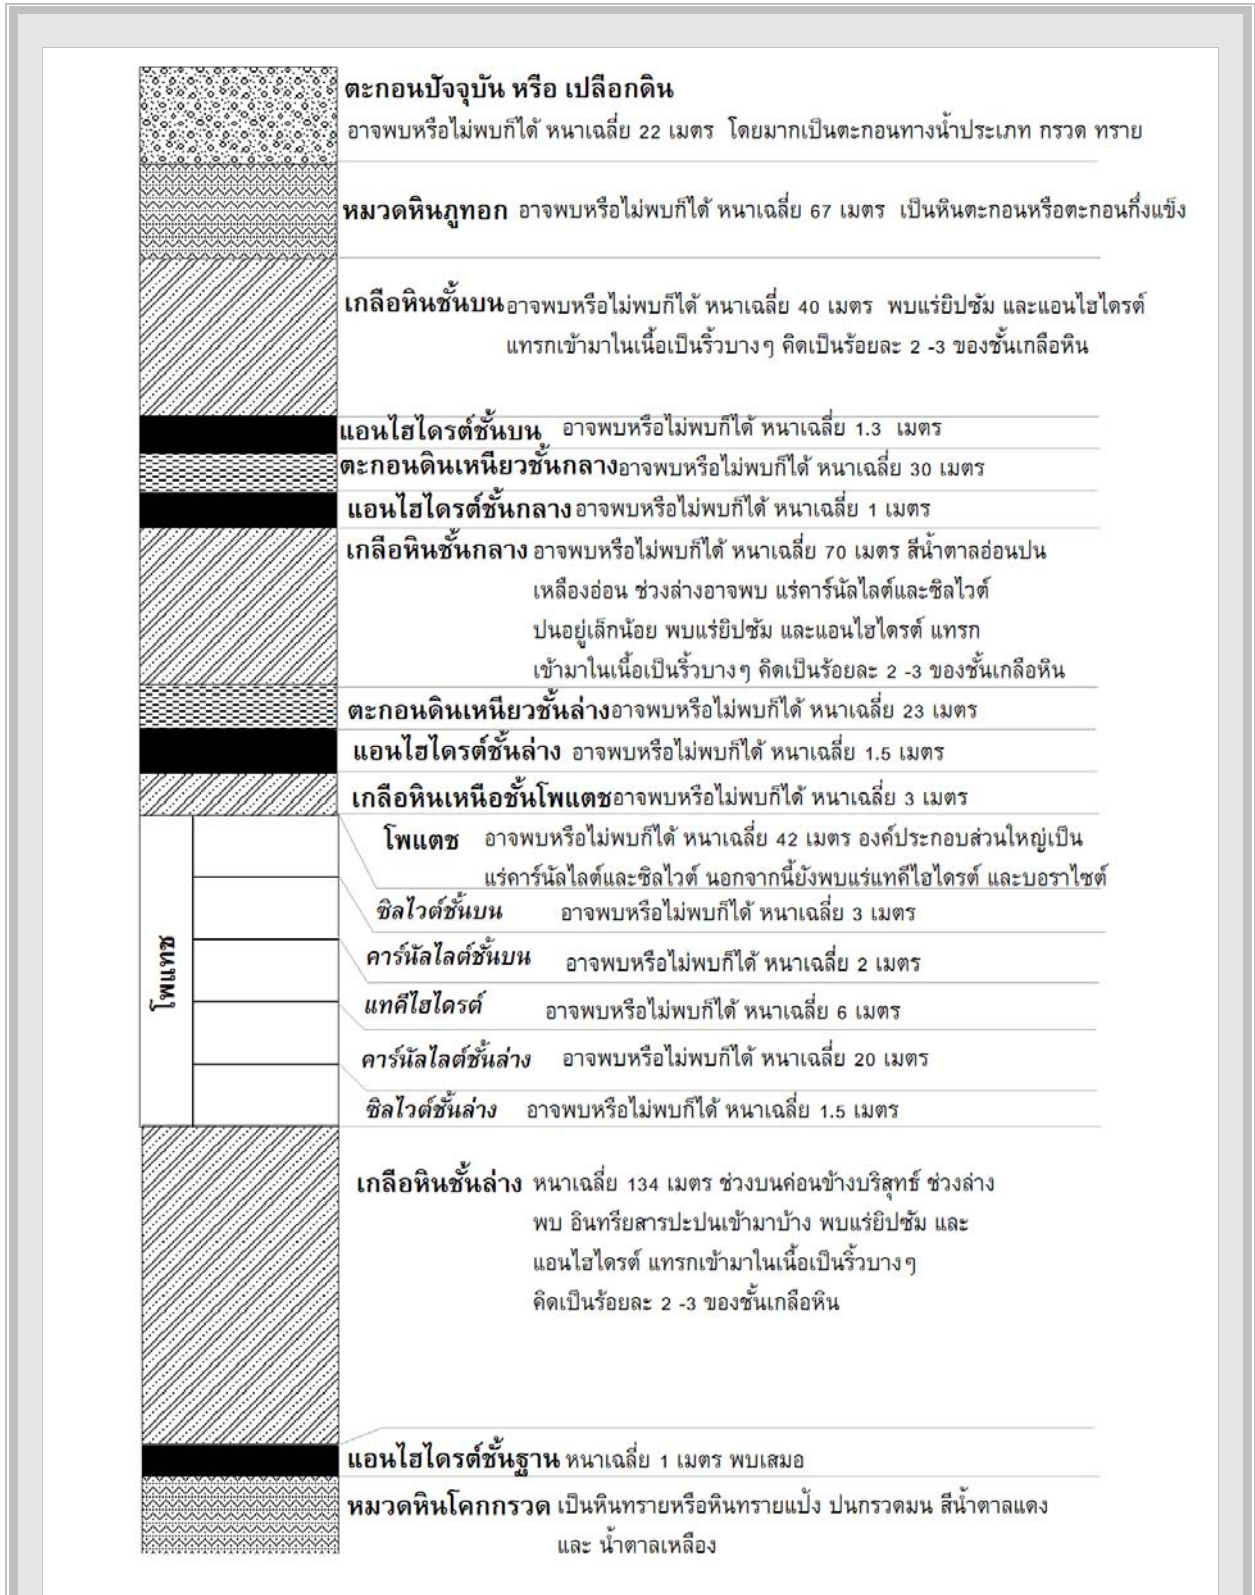 ตะกอนปัจจุบัน หรือ เปลือกดิน
อาจพบหรือไม่พบก็ได้ หนาเฉลี่ย 22 เมตร โดยมากเป็นตะกอนทางน้ำประเภท กรวด ทราย
หมวดหินภูทอก อาจพบหรือไม่พบก็ได้ หนาเฉลี่ย 67 เมตร เป็นหินตะกอนหรือตะกอนกึ่งแข็ง
เกลือหินชั้นบน อาจพบหรือไม่พบก็ได้ หนาเฉลี่ย 40 เมตร พบแร่ยิปซัม และแอนไฮไดรต์
แทรกเข้ามาในเนื้อเป็นริ้วบางๆ คิดเป็นร้อยละ 2 -3 ของชั้นเกลือหิน
แอนไฮไดรต์ชั้นบน อาจพบหรือไม่พบก็ได้ หนาเฉลี่ย 1.3 เมตร
ตะกอนดินเหนียวชั้นกลาง อาจพบหรือไม่พบก็ได้ หนาเฉลี่ย 30 เมตร
แอนไฮไดรต์ชั้นกลาง อาจพบหรือไม่พบก็ได้ หนาเฉลี่ย 1 เมตร
เกลือหินชั้นกลาง อาจพบหรือไม่พบก็ได้ หนาเฉลี่ย 70 เมตร สีน้ำตาลอ่อนปน
เหลืองอ่อน ช่วงล่างอาจพบ แร่คาร์นัลไลต์และซิลไวต์
ปนอยู่เล็กน้อย พบแร่ยิปซัม และแอนไฮไดรต์ แทรก
เข้ามาในเนื้อเป็นริ้วบางๆ คิดเป็นร้อยละ 2 -3 ของชั้นเกลือหิน
ตะกอนดินเหนียวชั้นล่าง อาจพบหรือไม่พบก็ได้ หนาเฉลี่ย 23 เมตร
แอนไฮไดรต์ชั้นล่าง อาจพบหรือไม่พบก็ได้ หนาเฉลี่ย 1.5 เมตร
เกลือหินเหนือชั้นโพแตช อาจพบหรือไม่พบก็ได้ หนาเฉลี่ย 3 เมตร
โพแตช อาจพบหรือไม่พบก็ได้ หนาเฉลี่ย 42 เมตร องค์ประกอบส่วนใหญ่เป็น
แร่คาร์นัลไลต์และซิลไวต์ นอกจากนี้ยังพบแร่แทคีไฮไดรต์ และบอราไซต์
ซิลไวต์ชั้นบน อาจพบหรือไม่พบก็ได้ หนาเฉลี่ย 3 เมตร
คาร์นัลไลต์ชั้นบน อาจพบหรือไม่พบก็ได้ หนาเฉลี่ย 2 เมตร
โพแทช
แทคีไฮไดรต์ อาจพบหรือไม่พบก็ได้ หนาเฉลี่ย 6 เมตร
คาร์นัลไลต์ชั้นล่าง อาจพบหรือไม่พบก็ได้ หนาเฉลี่ย 20 เมตร
ซิลไวต์ชั้นล่าง อาจพบหรือไม่พบก็ได้ หนาเฉลี่ย 1.5 เมตร
เกลือหินชั้นล่าง หนาเฉลี่ย 134 เมตร ช่วงบนค่อนข้างบริสุทธ์ ช่วงล่าง
พบ อินทรียสารปะปนเข้ามาบ้าง พบแร่ยิปซัม และ
แอนไฮไดรต์ แทรกเข้ามาในเนื้อเป็นริ้วบางๆ
คิดเป็นร้อยละ 2 -3 ของชั้นเกลือหิน
แอนไฮไดรต์ชั้นฐาน หนาเฉลี่ย 1 เมตร พบเสมอ
หมวดหินโคกกรวด เป็นหินทรายหรือหินทรายแป้ง ปนกรวดมน สีน้ำตาลแดง
และ น้ำตาลเหลือง